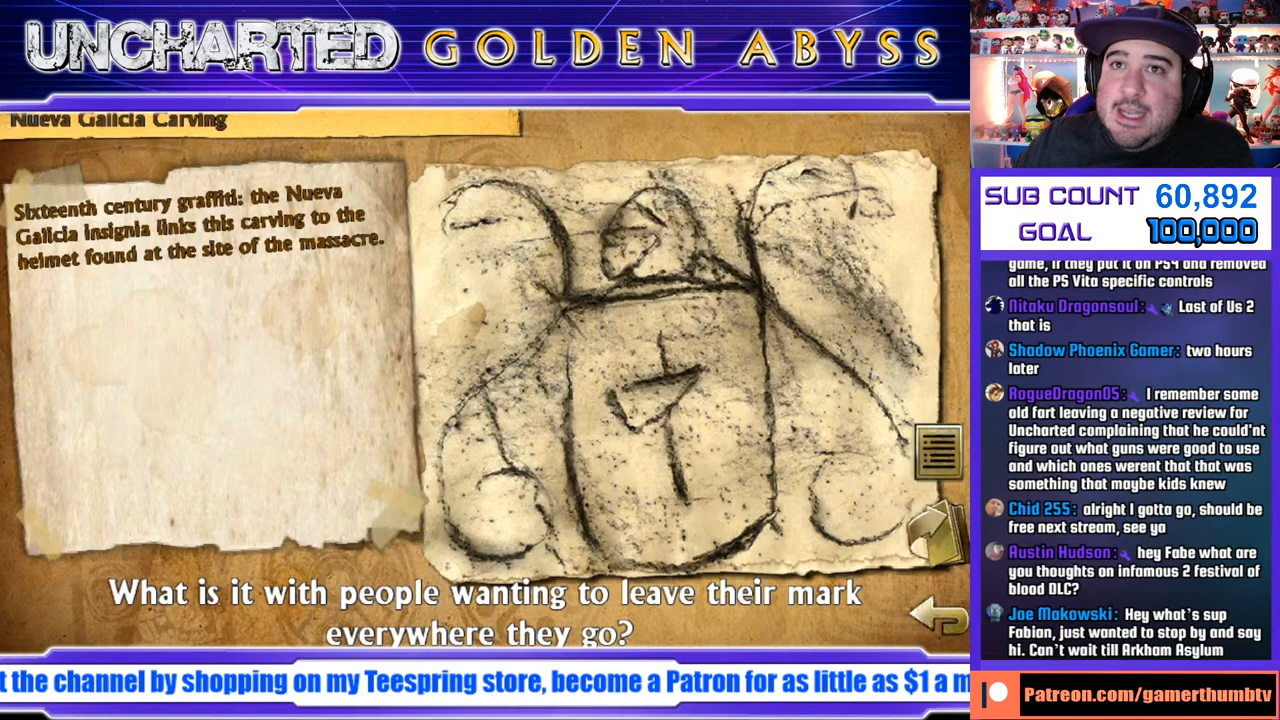 UNCHARTED GOLDEN ABYSS
Nueva Galicia Carving
Sixteenth century graffiti: the Nueva
Galicia insignia links this carving to the
helmet found at the site of the massacre.
What is it with people wanting to leave their mark
everywhere they go?
t the channel by shopping on my Teespring store, become a Patron for as little as $1 a m
SUB COUNT 60,892
GOAL 100,000
game, if they put it on PS4 and removed
all the PS Vita specific controls
Nitaku Dragonsoul: Last of Us 2
that is
Shadow Phoenix Gamer: two hours
later
RogueDragon05: I remember some
old fart leaving a negative review for
Uncharted complaining that he could'nt
figure out what guns were good to use
and which ones werent that that was
something that maybe kids knew
Chid 255: alright I gotta go, should be
free next stream, see ya
Austin Hudson: hey Fabe what are
you thoughts on infamous 2 festival of
blood DLC?
Joe Makowski: Hey what's sup
Fabian, just wanted to stop by and say
hi. Can't wait till Arkham Asylum
Patreon.com/gamerthumbtv